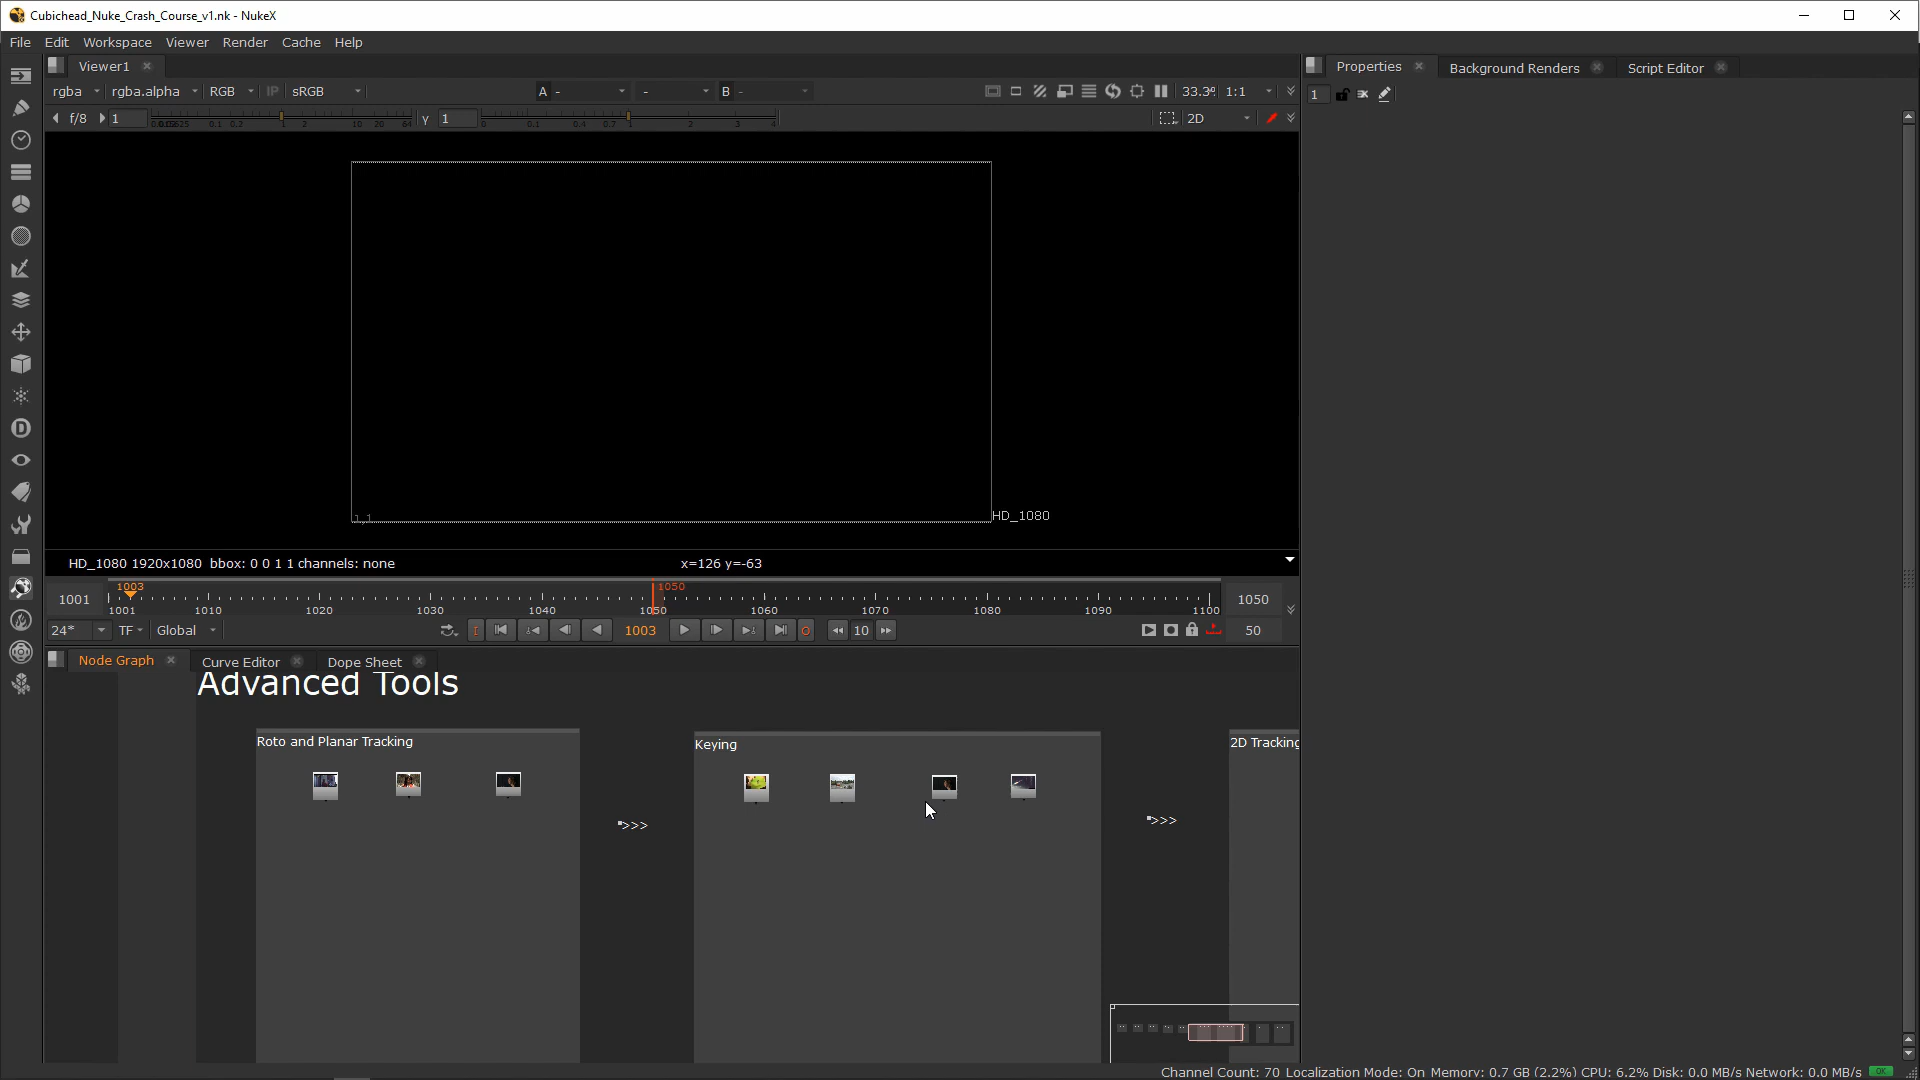 Cubichead_Nuke_Crash_Course_v1.nk - NukeX
File Edit Workspace Viewer Render Cache Help
Viewer1
Properties Background Renders Script Editor
rgba rgba.alpha RGB IP sRGB A - - B - 33.3% 1:1
1
f/8 1 y 1 2D
HD_1080
HD_1080 1920x1080 bbox: 0 0 1 1 channels: none x=126 y=-63
1003 1050
1001 1050
1001 1010 1020 1030 1040 1050 1060 1070 1080 1090 1100
24* TF Global 1003 10 50
Node Graph Curve Editor Dope Sheet
Advanced Tools
Roto and Planar Tracking
Keying
2D Tracking
>>>
>>>
Channel Count: 70 Localization Mode: On Memory: 0.7 GB (2.2%) CPU: 6.2% Disk: 0.0 MB/s Network: 0.0 MB/s OK